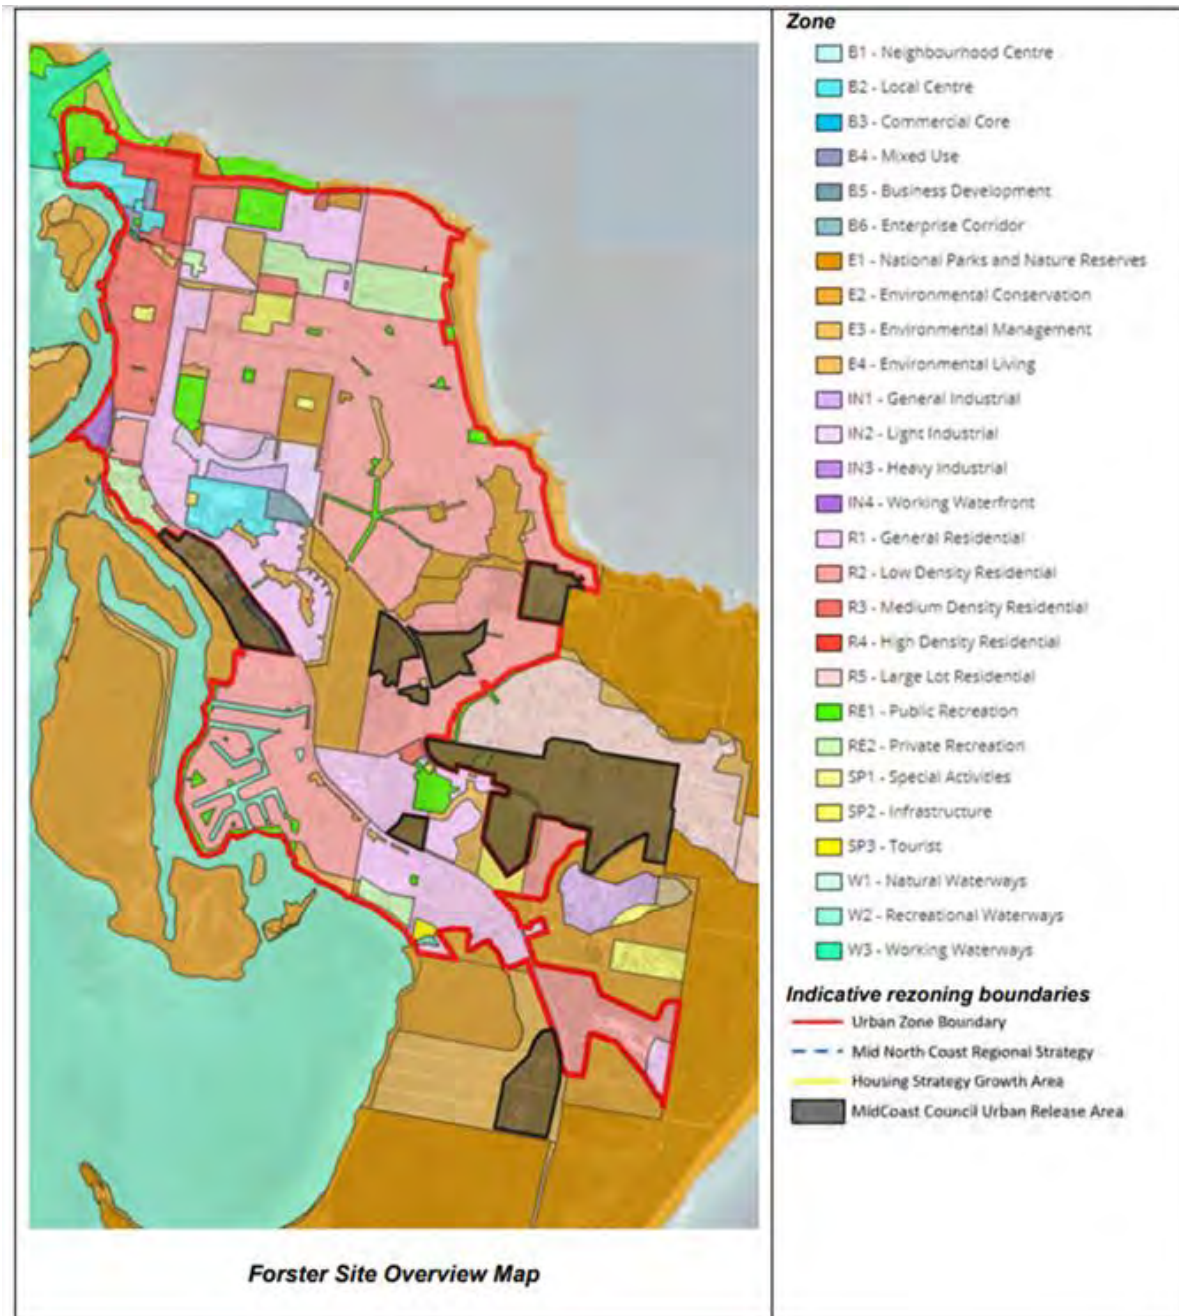 Zone
B1 - Neighbourhood Centre
B2 - Local Centre
B3 - Commercial Core
B4 - Mixed Use
B5 - Business Development
B6 - Enterprise Corridor
E1 - National Parks and Nature Reserves
E2 - Environmental Conservation
E3 - Environmental Management
E4 - Environmental Living
IN1 - General Industrial
IN2 - Light Industrial
IN3 - Heavy Industrial
IN4 - Working Waterfront
R1 - General Residential
R2 - Low Density Residential
R3 - Medium Density Residential
R4 - High Density Residential
R5 - Large Lot Residential
RE1 - Public Recreation
RE2 - Private Recreation
SP1 - Special Activities
SP2 - Infrastructure
SP3 - Tourist
W1 - Natural Waterways
W2 - Recreational Waterways
W3 - Working Waterways
Indicative rezoning boundaries
Urban Zone Boundary
Mid North Coast Regional Strategy
Housing Strategy Growth Area
MidCoast Council Urban Release Area
Forster Site Overview Map